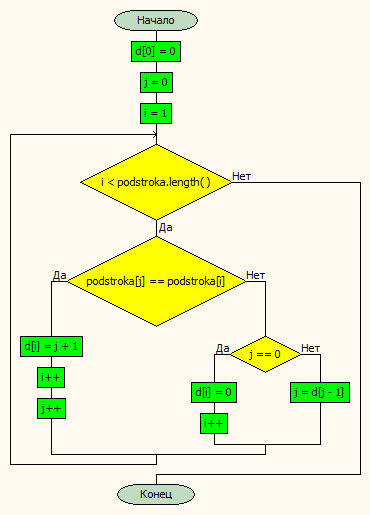 Начало
d[0] = 0
j = 0
i = 1
i < podstroka.length( )
Нет
Да
podstroka[j] == podstroka[i]
Да
Нет
d[i] = j + 1
i++
j++
j == 0
Да
Нет
d[i] = 0
i++
j = d[j - 1]
Конец